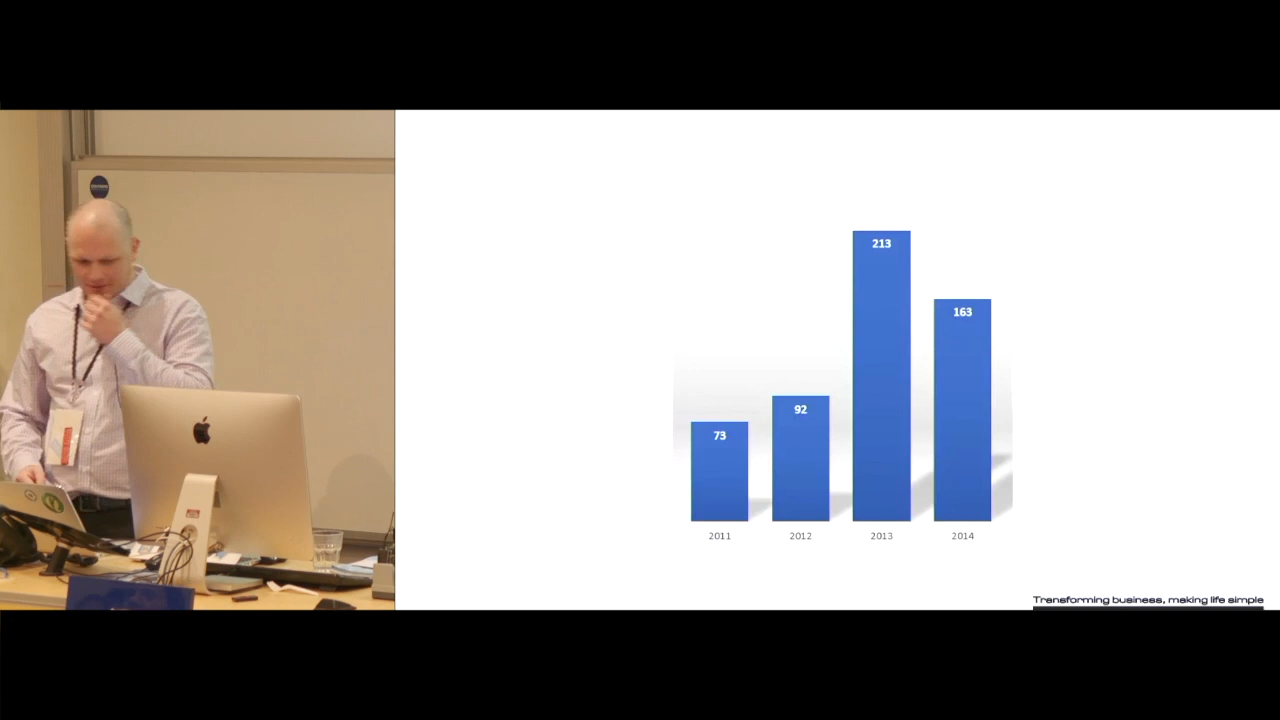 213
163
92
73
2011 2012 2013 2014
Transforming business, making life simple